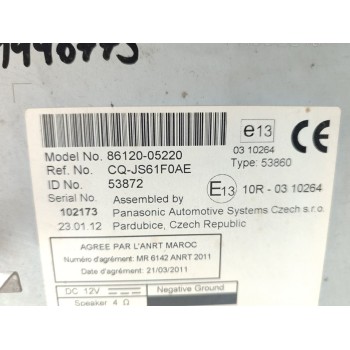 e13
03 10264
Type: 53860
Model No. 86120-05220
Ref. No. CQ-JS61F0AE
ID No. 53872
E13 10R - 03 10264
Serial No. Assembled by
102173 Panasonic Automotive Systems Czech s.r.o.
23.01.12 Pardubice, Czech Republic
AGREE PAR L'ANRT MAROC
Numéro d'agrément: MR 6142 ANRT 2011
Date d'agrément: 21/03/2011
DC 12V Negative Ground
Speaker 4 Ω